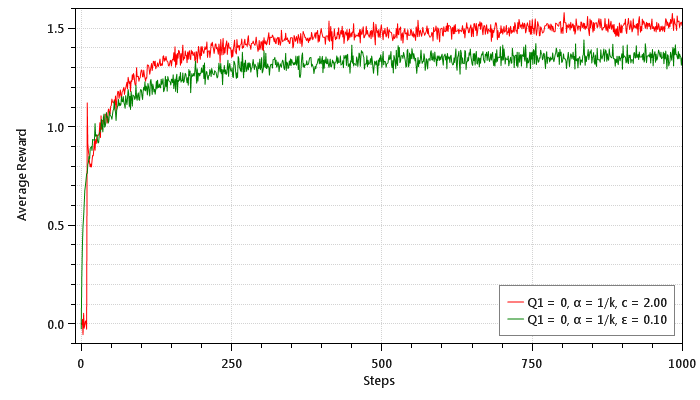 1.5
1.0
0.5
0.0
Average Reward
0
250
500
750
1000
Steps
Q1 = 0, α = 1/k, c = 2.00
Q1 = 0, α = 1/k, ε = 0.10